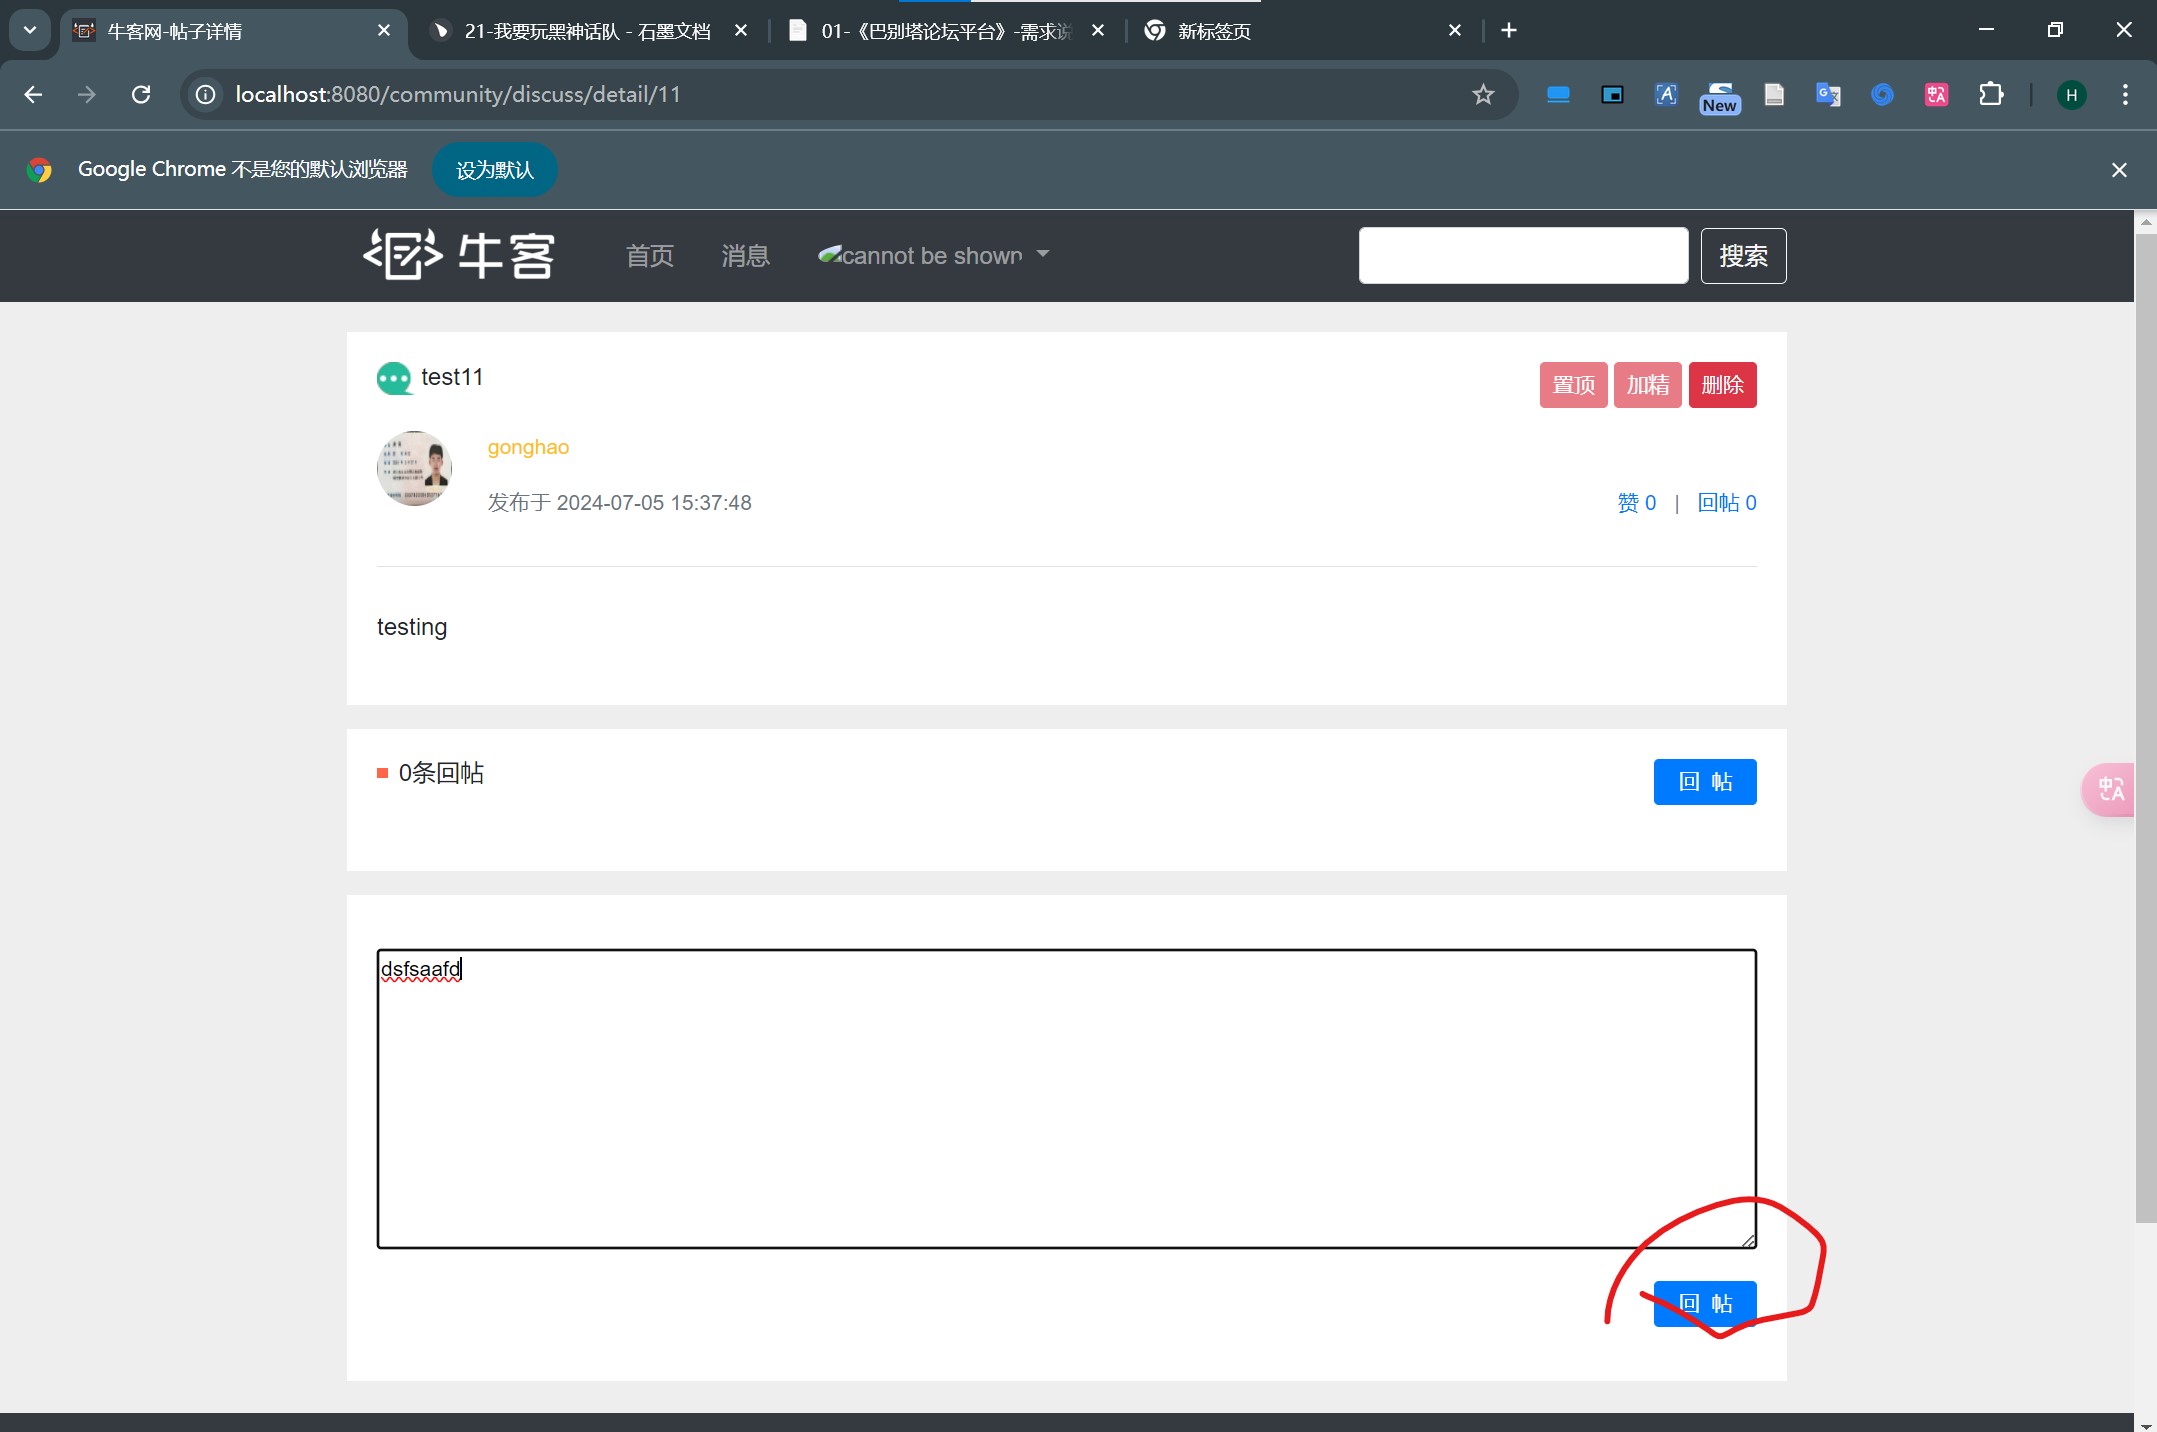 牛客网-帖子详情
21-我要玩黑神话队 - 石墨文档
01-《巴别塔论坛平台》-需求说
新标签页
localhost:8080/community/discuss/detail/11
New
H
Google Chrome 不是您的默认浏览器
设为默认
牛客
首页
消息
cannot be shown
搜索
test11
置顶
加精
删除
gonghao
发布于 2024-07-05 15:37:48
赞 0 | 回帖 0
testing
0条回帖
回 帖
中A
dsfsaafd
回 帖